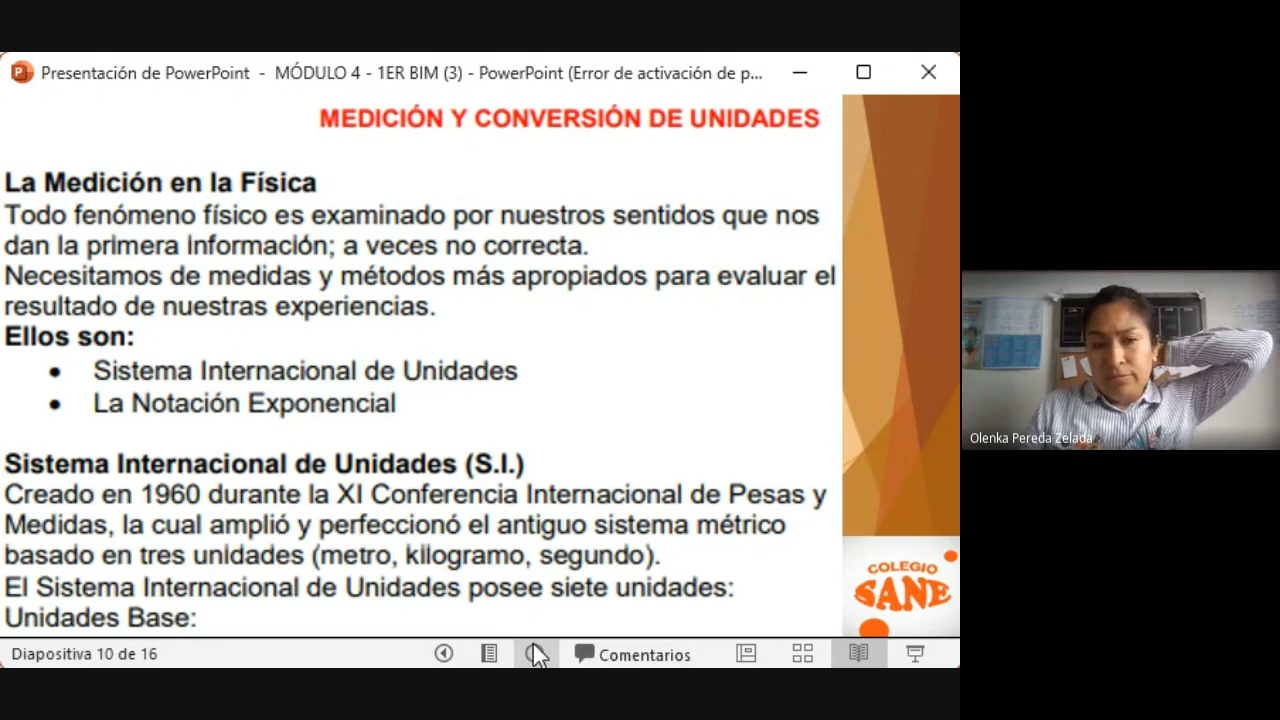 Presentación de PowerPoint - MÓDULO 4 - 1ER BIM (3) - PowerPoint (Error de activación de p...
MEDICIÓN Y CONVERSIÓN DE UNIDADES
La Medición en la Física
Todo fenómeno físico es examinado por nuestros sentidos que nos
dan la primera información; a veces no correcta.
Necesitamos de medidas y métodos más apropiados para evaluar el
resultado de nuestras experiencias.
Ellos son:
• Sistema Internacional de Unidades
• La Notación Exponencial
Sistema Internacional de Unidades (S.I.)
Creado en 1960 durante la XI Conferencia Internacional de Pesas y
Medidas, la cual amplió y perfeccionó el antiguo sistema métrico
basado en tres unidades (metro, kilogramo, segundo).
El Sistema Internacional de Unidades posee siete unidades:
Unidades Base:
COLEGIO
SANE
Diapositiva 10 de 16
Comentarios
Olenka Pereda Zelada